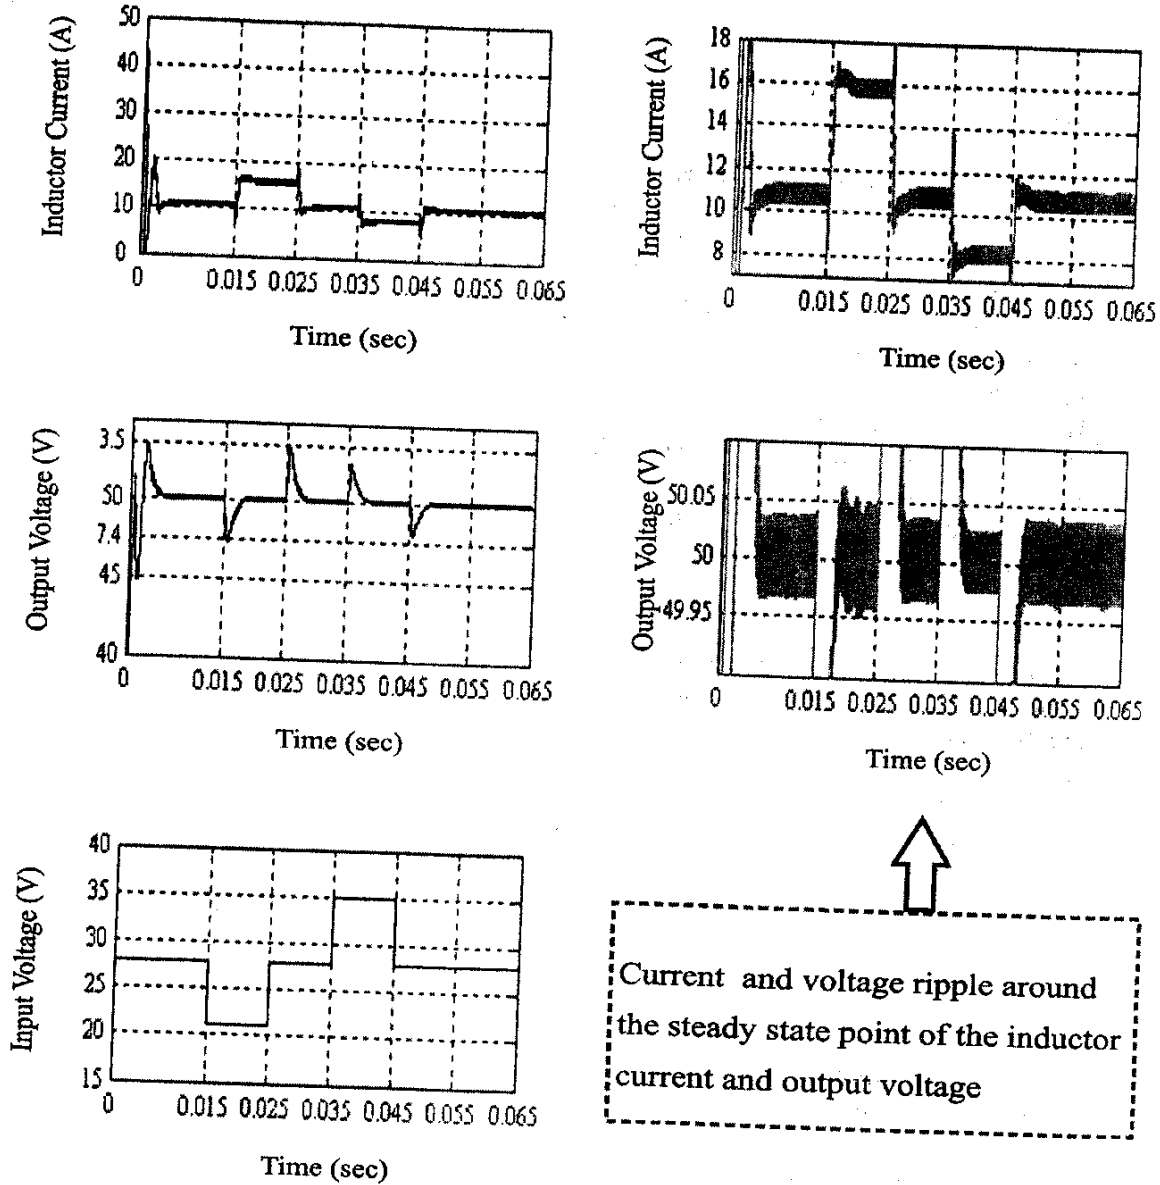 Inductor Current (A)
50
40
30
20
10
0
0 0.015 0.025 0.035 0.045 0.055 0.065
Time (sec)
Inductor Current (A)
18
16
14
12
10
8
0 0.015 0.025 0.035 0.045 0.055 0.065
Time (sec)
Output Voltage (V)
3.5
50
7.4
45
40
0 0.015 0.025 0.035 0.045 0.055 0.065
Time (sec)
Output Voltage (V)
50.05
50
49.95
0 0.015 0.025 0.035 0.045 0.055 0.065
Time (sec)
Input Voltage (V)
40
35
30
25
20
15
0 0.015 0.025 0.035 0.045 0.055 0.065
Time (sec)
Current and voltage ripple around
the steady state point of the inductor
current and output voltage